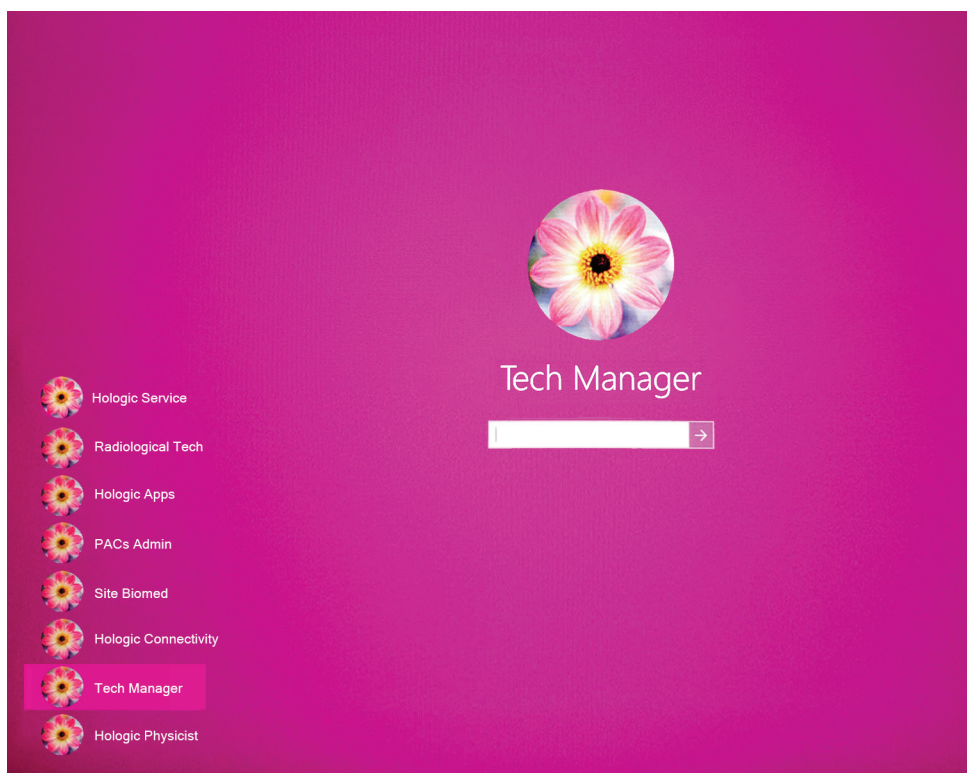 Tech Manager
Hologic Service
Radiological Tech
Hologic Apps
PACs Admin
Site Biomed
Hologic Connectivity
Tech Manager
Hologic Physicist